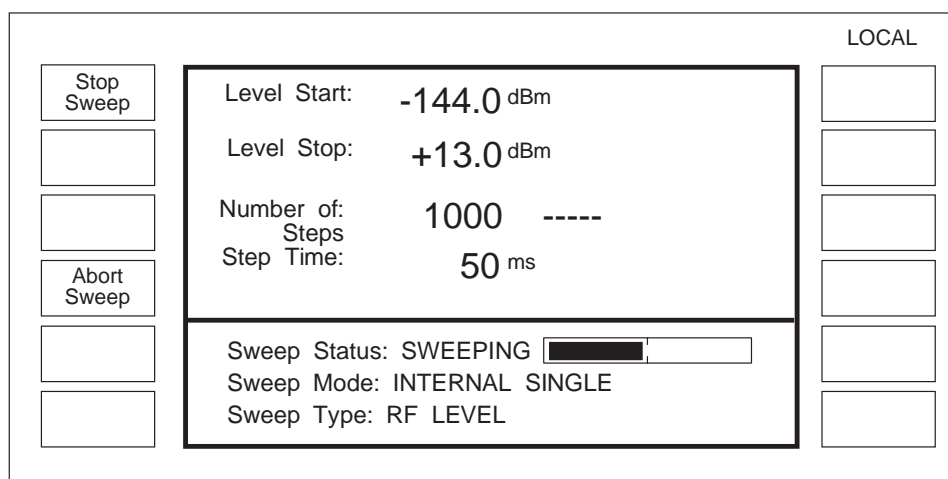 LOCAL
Stop
Sweep
Level Start: -144.0 dBm
Level Stop: +13.0 dBm
Number of: 1000 -----
Steps
Step Time: 50 ms
Abort
Sweep
Sweep Status: SWEEPING
Sweep Mode: INTERNAL SINGLE
Sweep Type: RF LEVEL